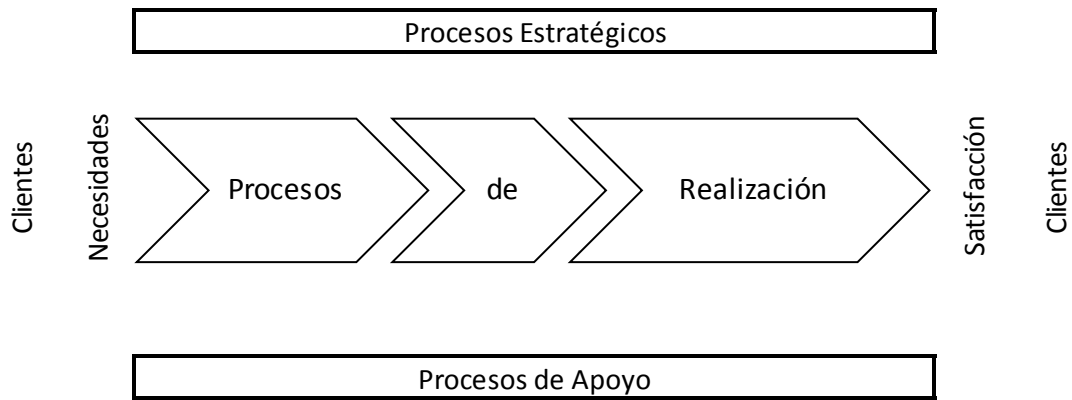 Procesos Estratégicos
Clientes
Necesidades
Procesos
de
Realización
Satisfacción
Clientes
Procesos de Apoyo